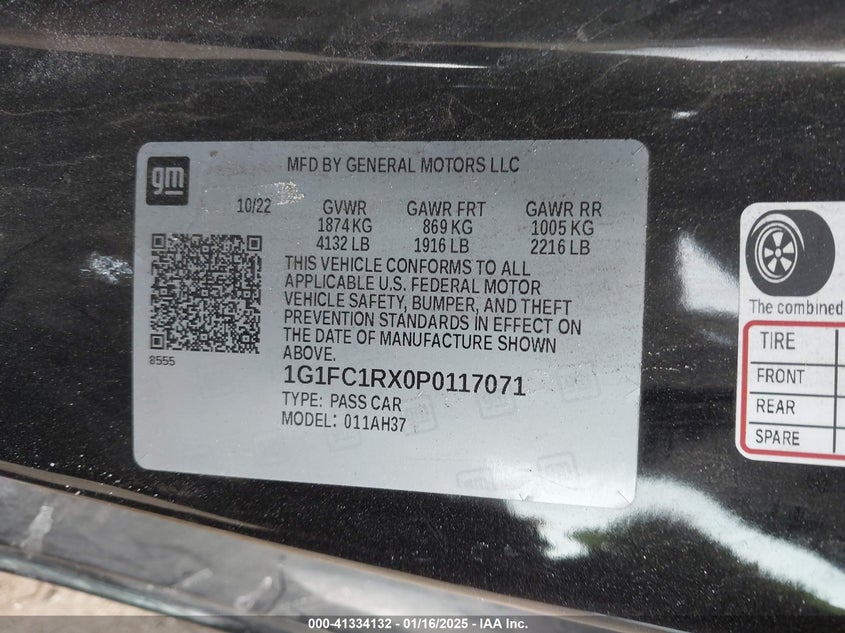 gm
MFD BY GENERAL MOTORS LLC
10/22 GVWR GAWR FRT GAWR RR
1874 KG 869 KG 1005 KG
4132 LB 1916 LB 2216 LB
THIS VEHICLE CONFORMS TO ALL
APPLICABLE U.S. FEDERAL MOTOR
VEHICLE SAFETY, BUMPER, AND THEFT
PREVENTION STANDARDS IN EFFECT ON
THE DATE OF MANUFACTURE SHOWN
ABOVE.
8555
1G1FC1RX0P0117071
TYPE: PASS CAR
MODEL: 011AH37
The combined
TIRE
FRONT
REAR
SPARE
000-41334132 - 01/16/2025 - IAA Inc.